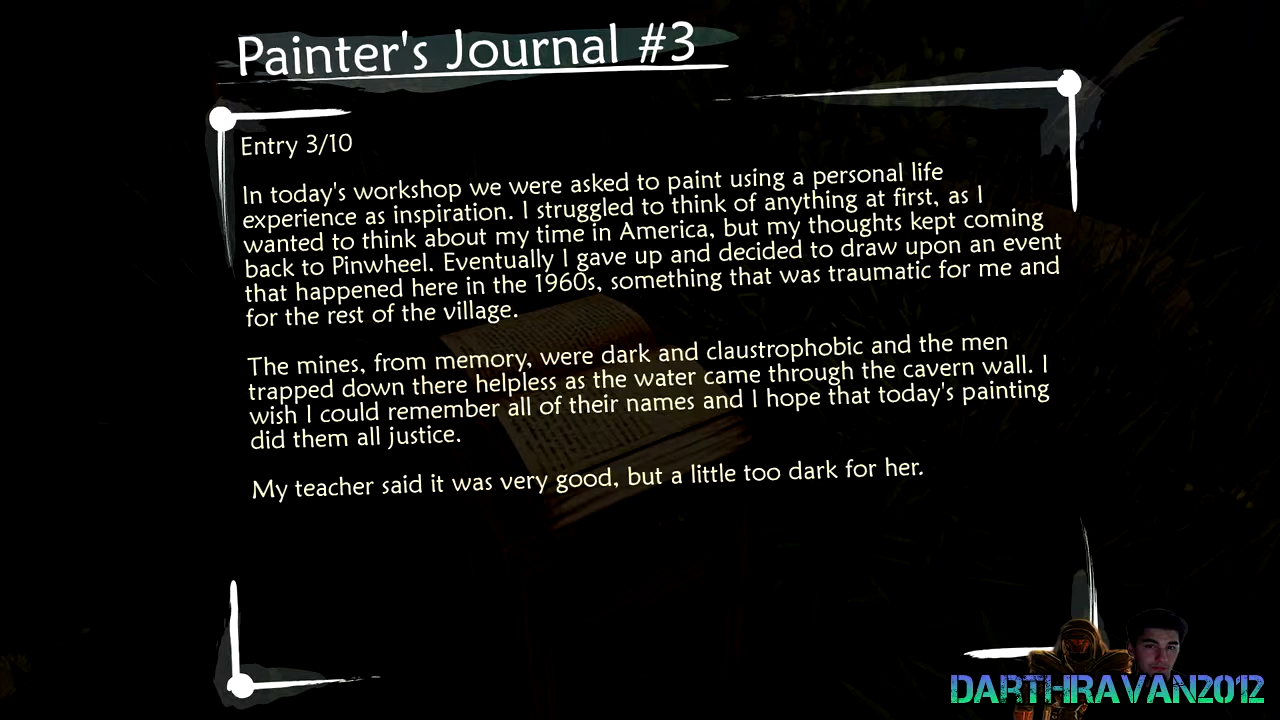 Painter's Journal #3
Entry 3/10
In today's workshop we were asked to paint using a personal life
experience as inspiration. I struggled to think of anything at first, as I
wanted to think about my time in America, but my thoughts kept coming
back to Pinwheel. Eventually I gave up and decided to draw upon an event
that happened here in the 1960s, something that was traumatic for me and
for the rest of the village.
The mines, from memory, were dark and claustrophobic and the men
trapped down there helpless as the water came through the cavern wall. I
wish I could remember all of their names and I hope that today's painting
did them all justice.
My teacher said it was very good, but a little too dark for her.
DARTHRAVAN2012